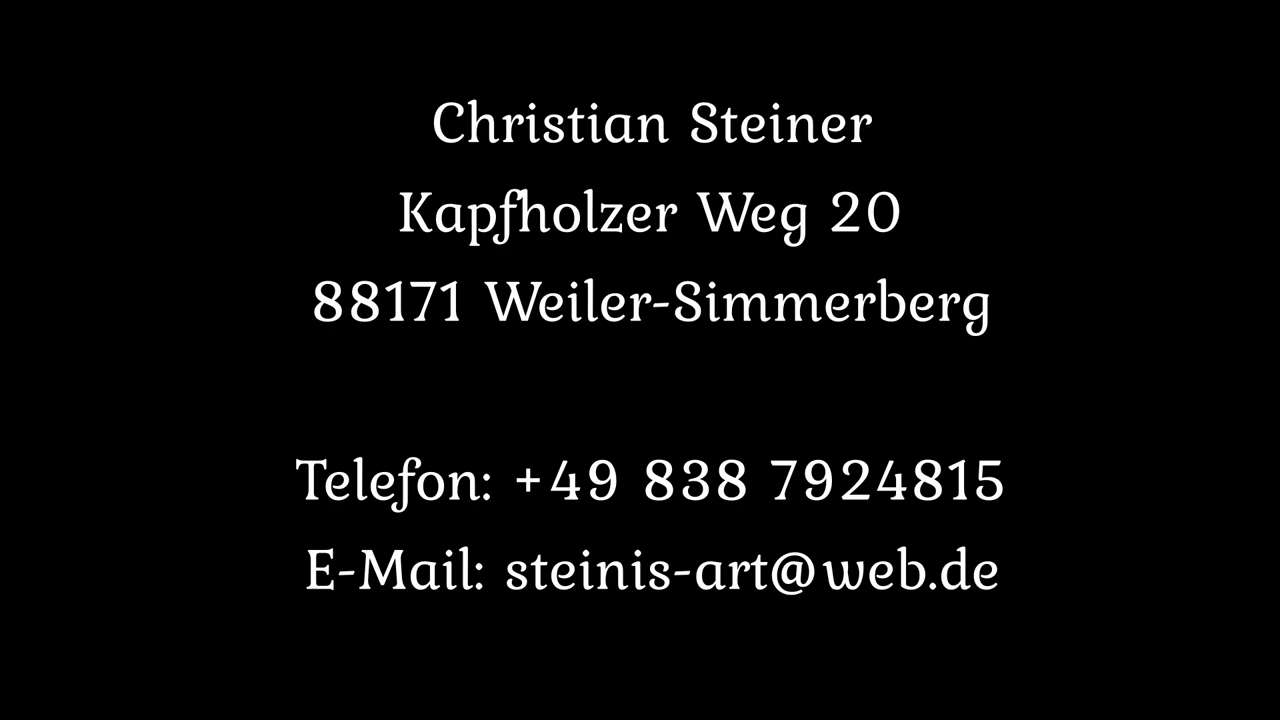 Christian Steiner
Kapfholzer Weg 20
88171 Weiler-Simmerberg
Telefon: +49 838 7924815
E-Mail: steinis-art@web.de